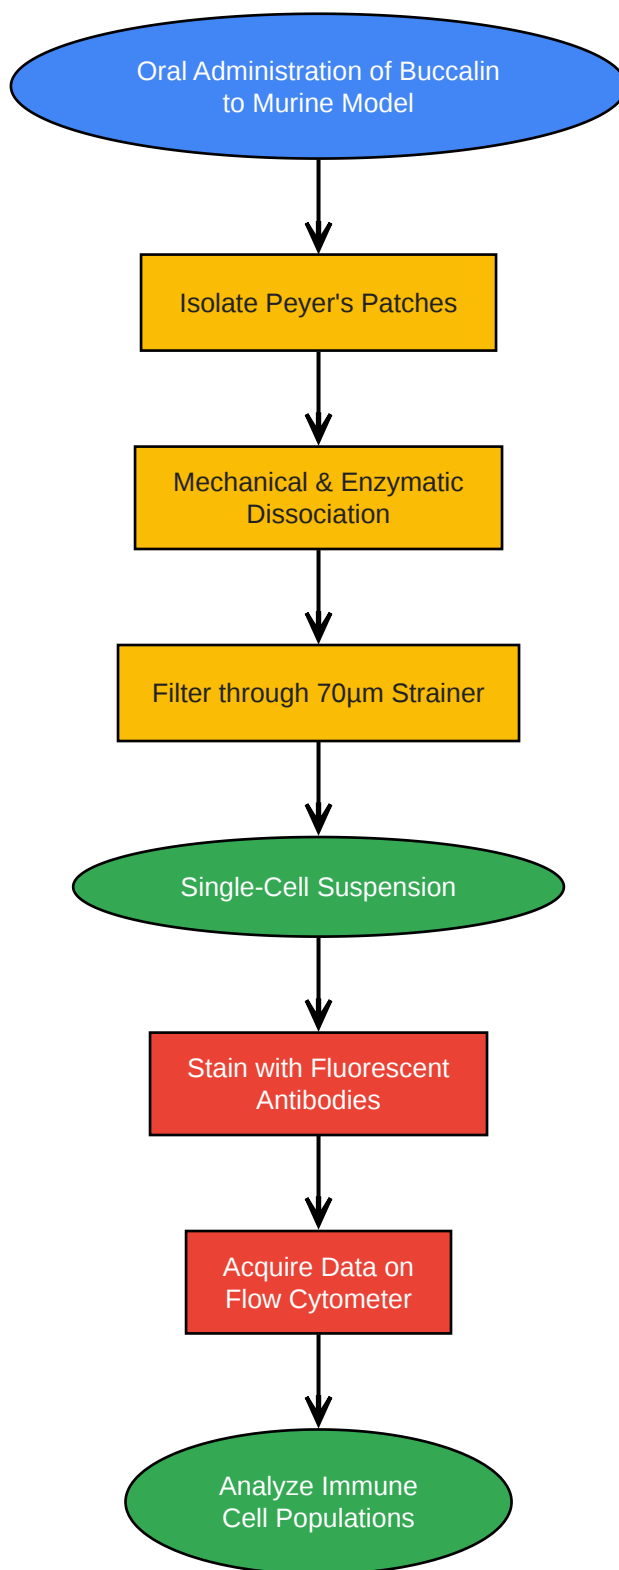 Oral Administration of Buccalin
to Murine Model
Isolate Peyer's Patches
Mechanical & Enzymatic
Dissociation
Filter through 70µm Strainer
Single-Cell Suspension
Stain with Fluorescent
Antibodies
Acquire Data on
Flow Cytometer
Analyze Immune
Cell Populations